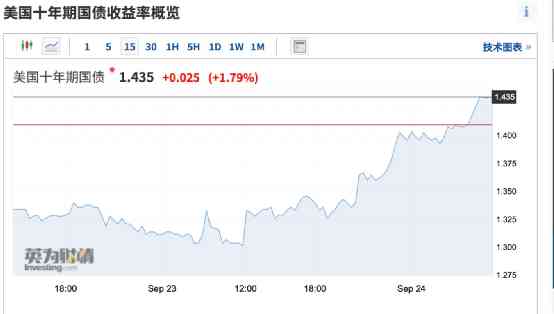 美国十年期国债收益率概览
i
1 5 15 30 1H 5H 1D 1W 1M
技术图表 »
美国十年期国债 * 1.435 +0.025 (+1.79%)
1.435
1.400
1.375
1.350
1.325
1.300
1.275
英为财情
Investing.com
18:00 Sep 23 12:00 18:00 Sep 24